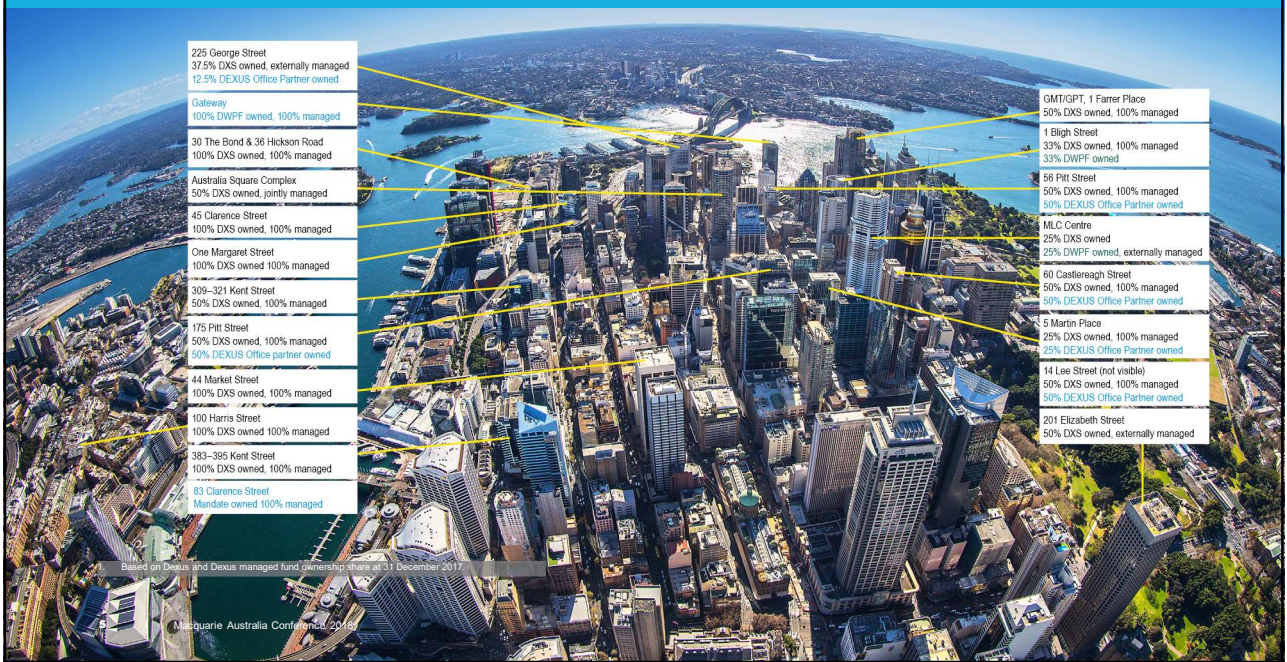 225 George Street
37.5% DXS owned, externally managed
12.5% DEXUS Office Partner owned
Gateway
100% DWPF owned, 100% managed
30 The Bond & 36 Hickson Road
100% DXS owned, 100% managed
Australia Square Complex
50% DXS owned, jointly managed
45 Clarence Street
100% DXS owned, 100% managed
One Margaret Street
100% DXS owned 100% managed
309–321 Kent Street
50% DXS owned, 100% managed
175 Pitt Street
50% DXS owned, 100% managed
50% DEXUS Office partner owned
44 Market Street
100% DXS owned, 100% managed
100 Harris Street
100% DXS owned 100% managed
383–395 Kent Street
100% DXS owned, 100% managed
83 Clarence Street
Mandate owned 100% managed
GMT/GPT, 1 Farrer Place
50% DXS owned, 100% managed
1 Bligh Street
33% DXS owned, 100% managed
33% DWPF owned
56 Pitt Street
50% DXS owned, 100% managed
50% DEXUS Office Partner owned
MLC Centre
25% DXS owned
25% DWPF owned, externally managed
60 Castlereagh Street
50% DXS owned, 100% managed
50% DEXUS Office Partner owned
5 Martin Place
25% DXS owned, 100% managed
25% DEXUS Office Partner owned
14 Lee Street (not visible)
50% DXS owned, 100% managed
50% DEXUS Office Partner owned
201 Elizabeth Street
50% DXS owned, externally managed
1. Based on Dexus and Dexus managed fund ownership share at 31 December 2017.
5 Macquarie Australia Conference 2018